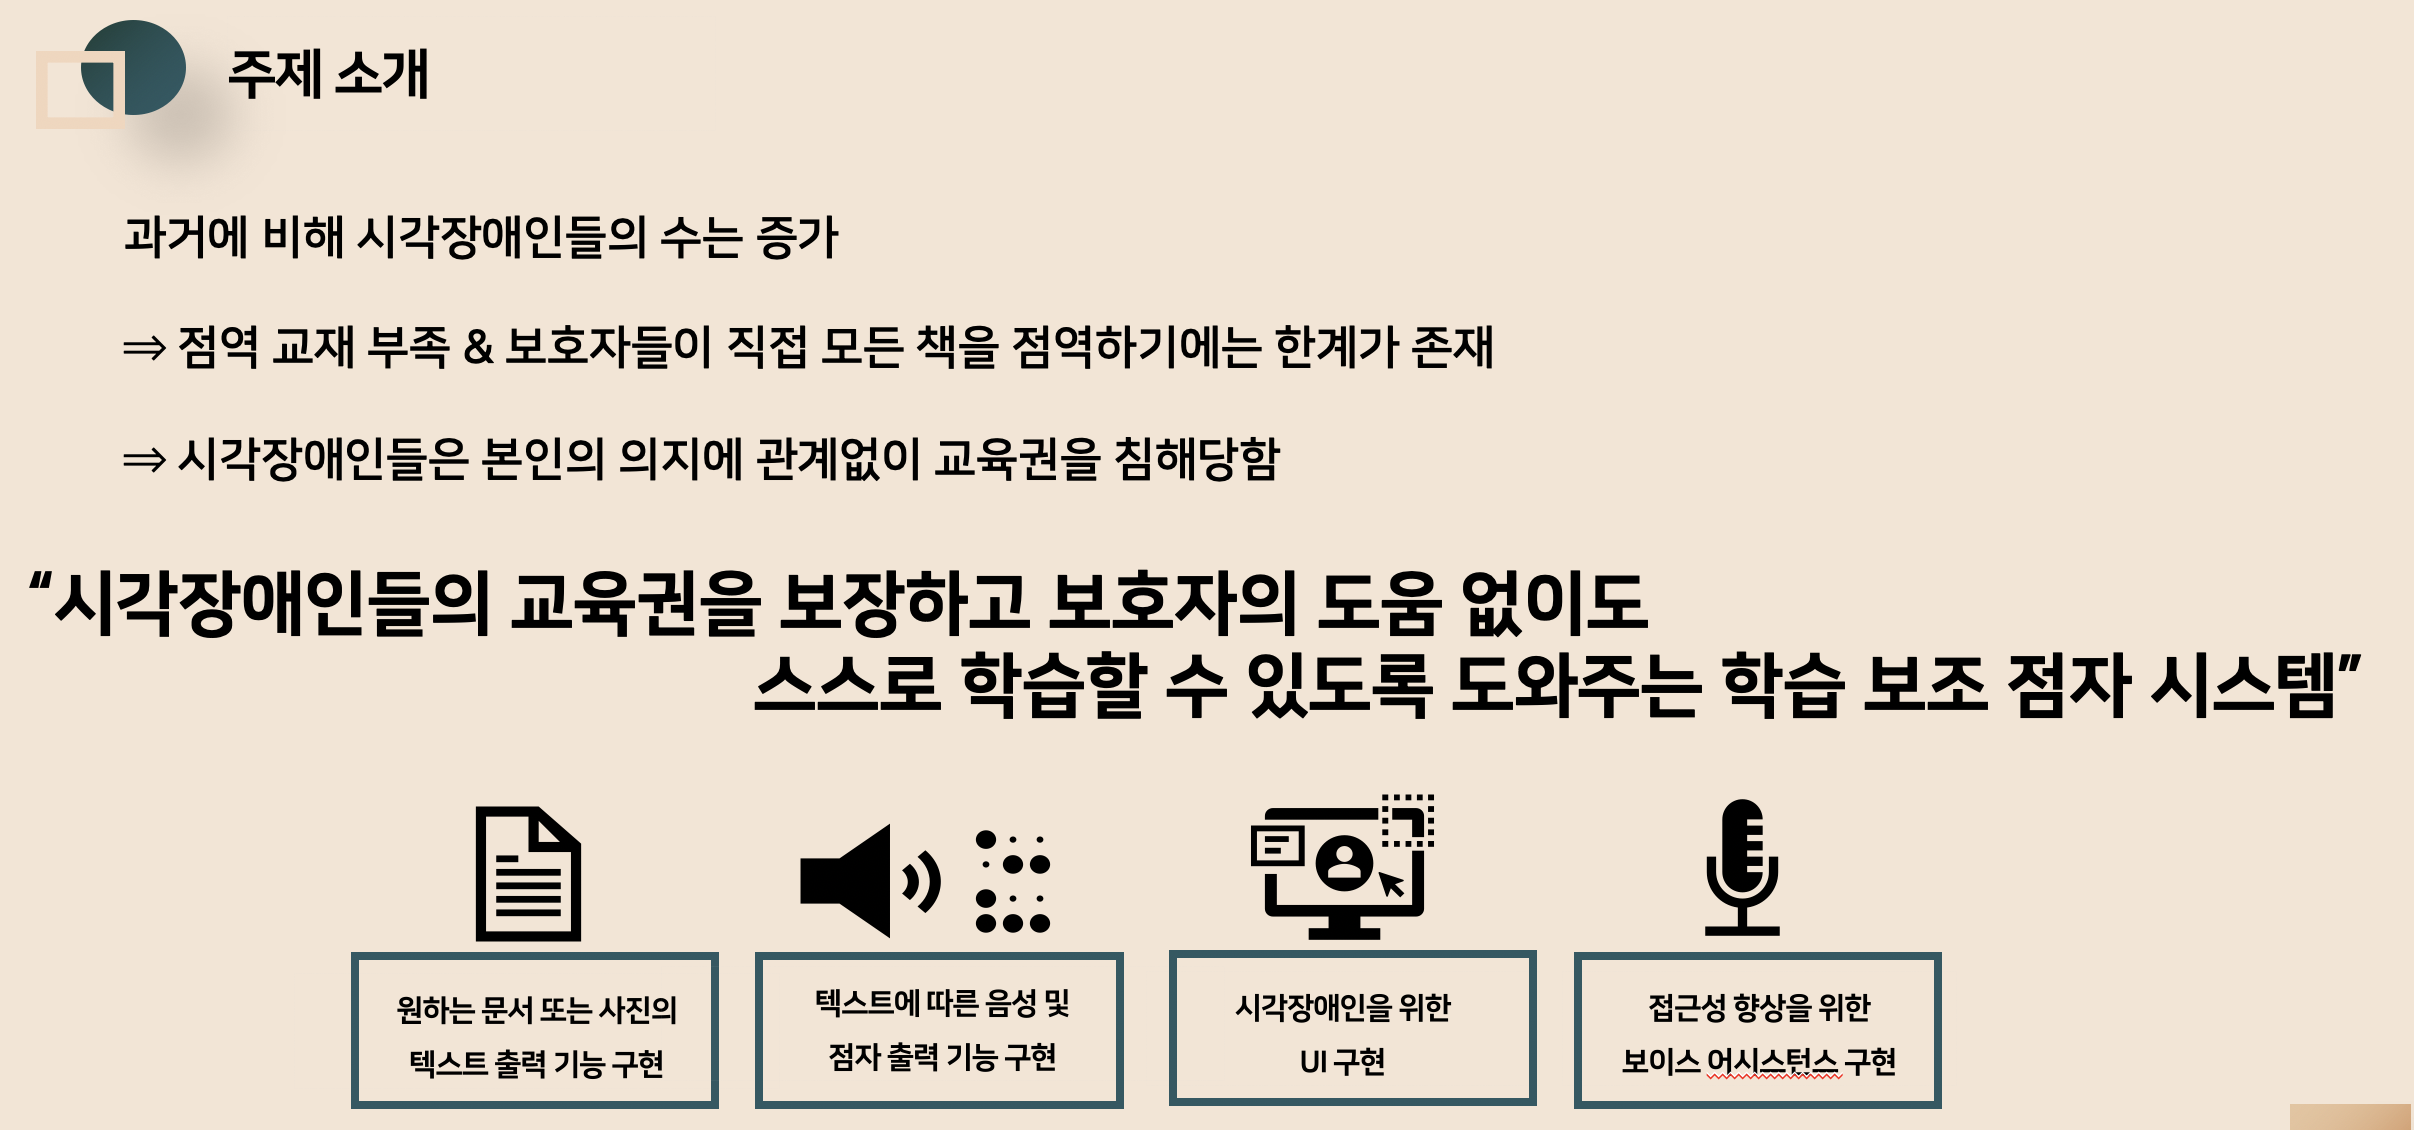 주제 소개
과거에 비해 시각장애인들의 수는 증가
⇒ 점역 교재 부족 & 보호자들이 직접 모든 책을 점역하기에는 한계가 존재
⇒ 시각장애인들은 본인의 의지에 관계없이 교육권을 침해당함
“시각장애인들의 교육권을 보장하고 보호자의 도움 없이도
스스로 학습할 수 있도록 도와주는 학습 보조 점자 시스템”
원하는 문서 또는 사진의
텍스트 출력 기능 구현
텍스트에 따른 음성 및
점자 출력 기능 구현
시각장애인을 위한
UI 구현
접근성 향상을 위한
보이스 어시스턴스 구현